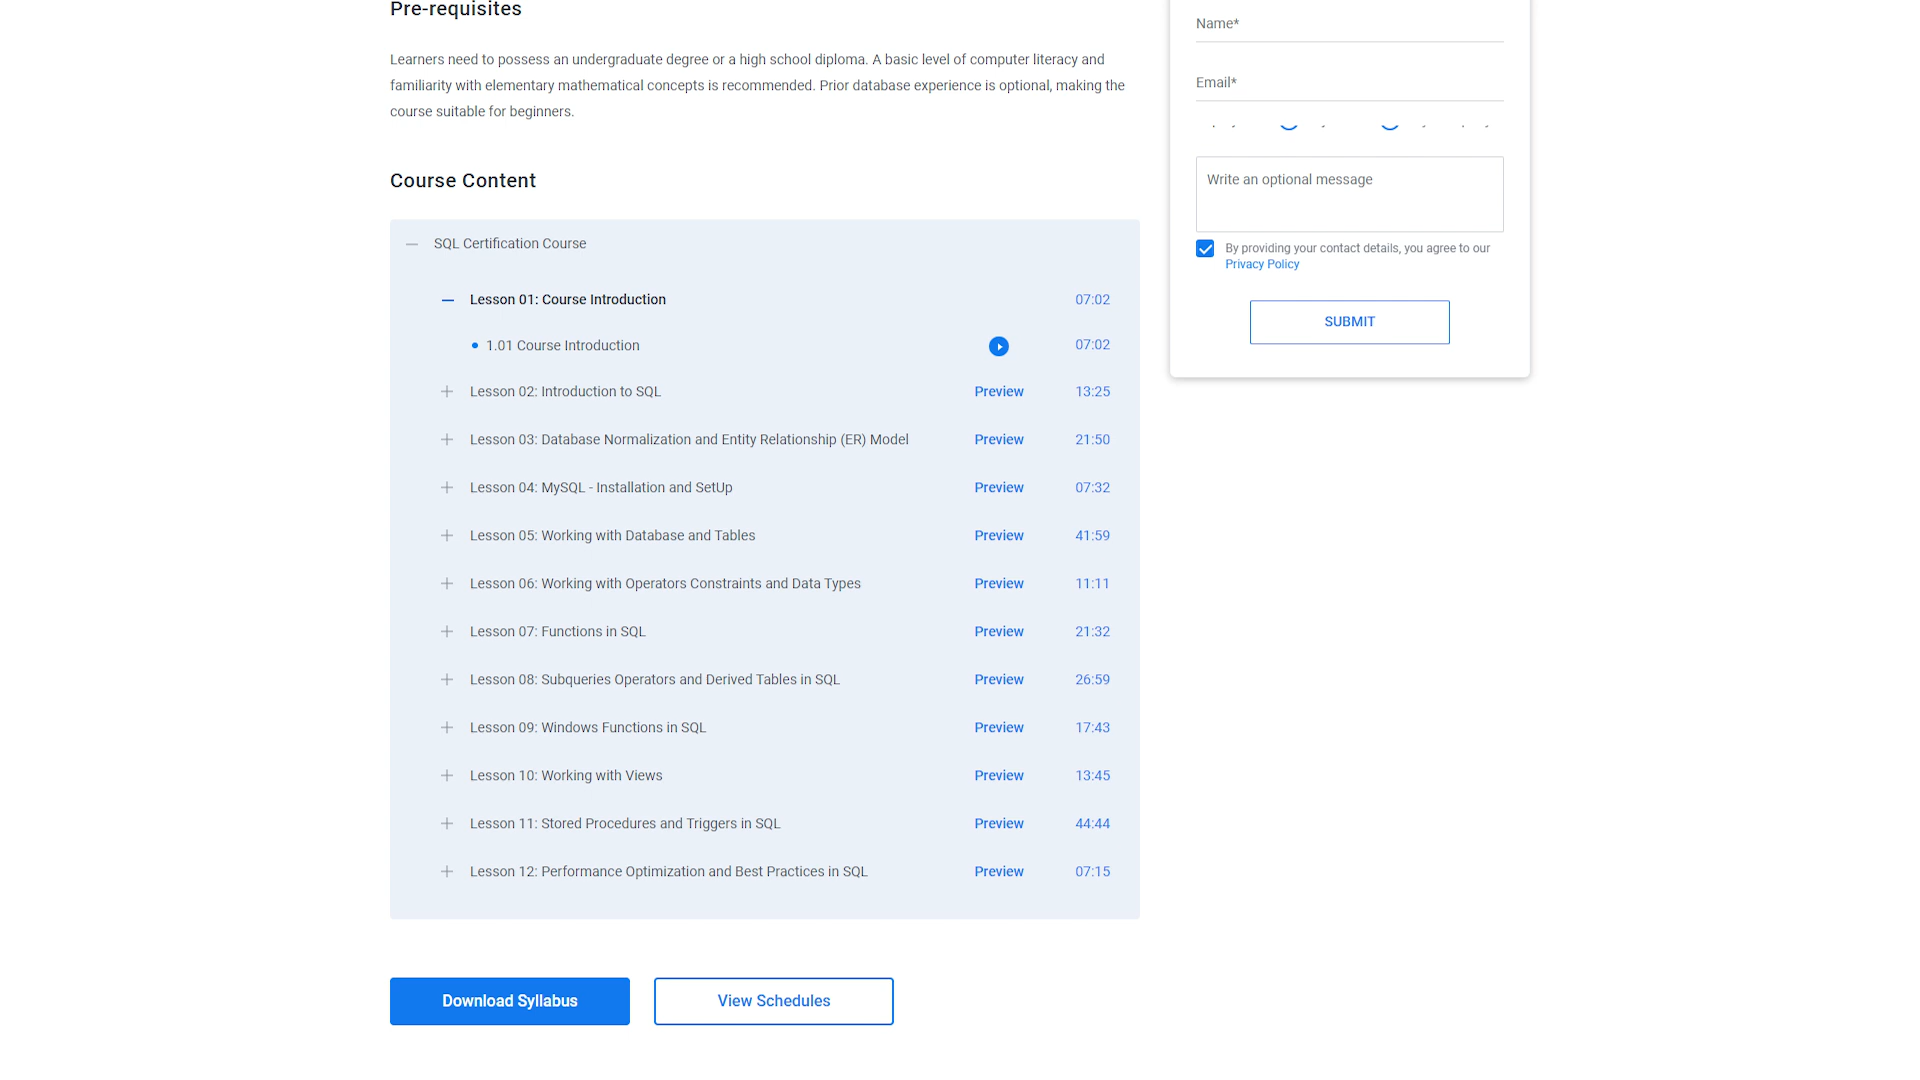 Pre-requisites
Learners need to possess an undergraduate degree or a high school diploma. A basic level of computer literacy and
familiarity with elementary mathematical concepts is recommended. Prior database experience is optional, making the
course suitable for beginners.
Course Content
SQL Certification Course
Lesson 01: Course Introduction 07:02
1.01 Course Introduction 07:02
Lesson 02: Introduction to SQL Preview 13:25
Lesson 03: Database Normalization and Entity Relationship (ER) Model Preview 21:50
Lesson 04: MySQL - Installation and SetUp Preview 07:32
Lesson 05: Working with Database and Tables Preview 41:59
Lesson 06: Working with Operators Constraints and Data Types Preview 11:11
Lesson 07: Functions in SQL Preview 21:32
Lesson 08: Subqueries Operators and Derived Tables in SQL Preview 26:59
Lesson 09: Windows Functions in SQL Preview 17:43
Lesson 10: Working with Views Preview 13:45
Lesson 11: Stored Procedures and Triggers in SQL Preview 44:44
Lesson 12: Performance Optimization and Best Practices in SQL Preview 07:15
Download Syllabus
View Schedules
Name*
Email*
Write an optional message
By providing your contact details, you agree to our
Privacy Policy
SUBMIT